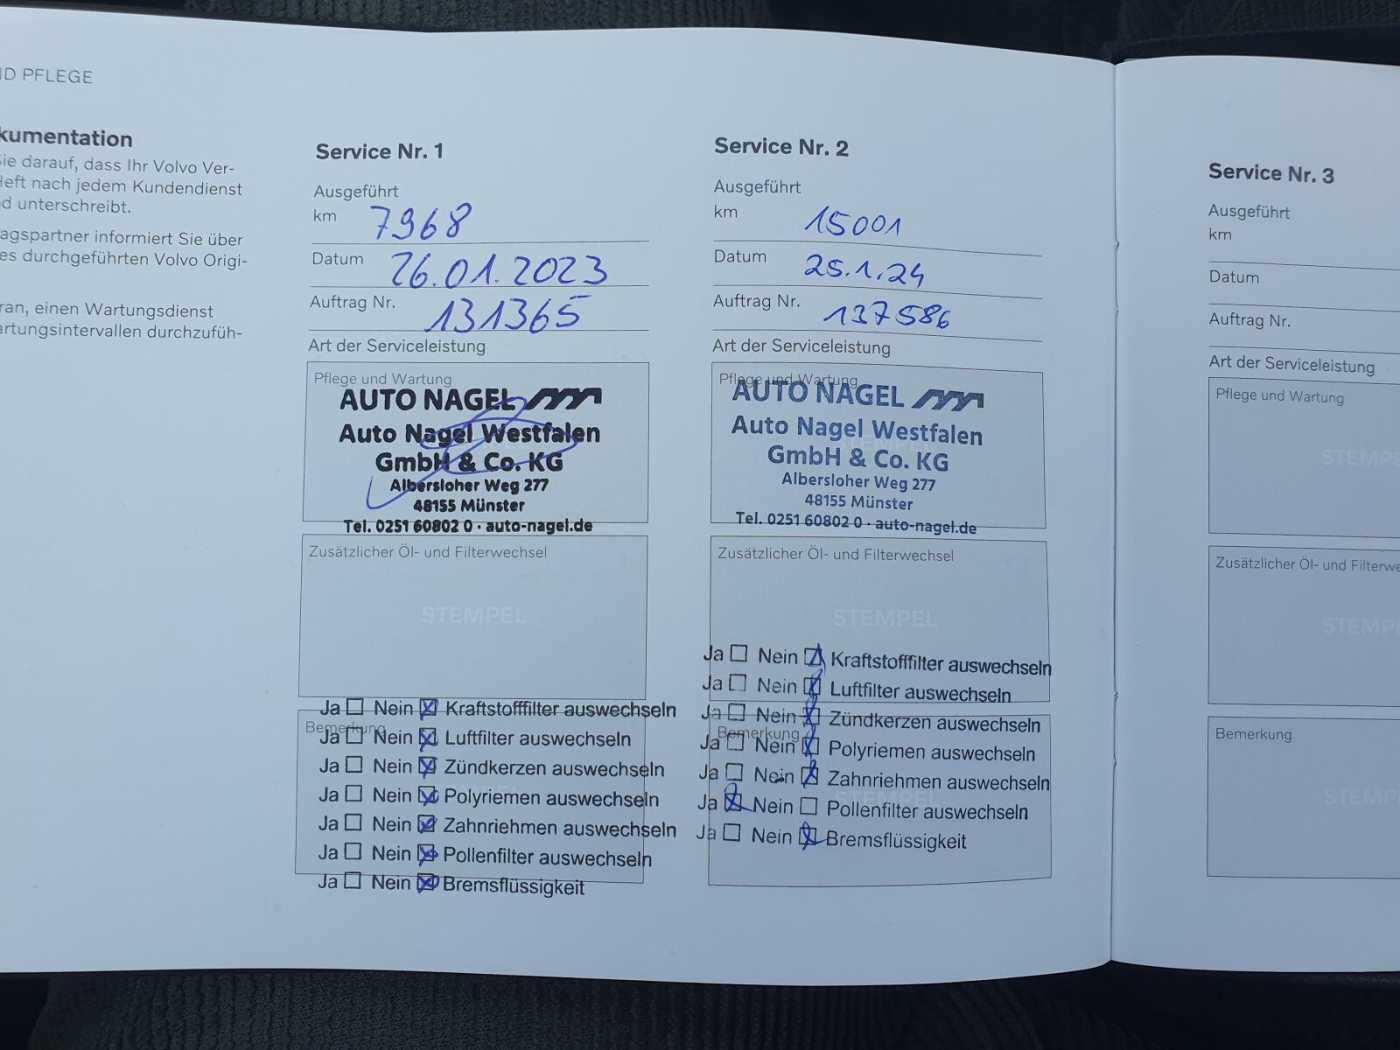 ND PFLEGE
kumentation
Sie darauf, dass Ihr Volvo Ver-
Heft nach jedem Kundendienst
nd unterschreibt.
agspartner informiert Sie über
es durchgeführten Volvo Origi-
ran, einen Wartungsdienst
artungsintervallen durchzufüh-
Service Nr. 1
Ausgeführt
km 7968
Datum 26.01.2023
Auftrag Nr. 131365
Art der Serviceleistung
Pflege und Wartung
AUTO NAGEL
Auto Nagel Westfalen
GmbH & Co. KG
Albersloher Weg 277
48155 Münster
Tel. 0251 60802 0 · auto-nagel.de
Zusätzlicher Öl- und Filterwechsel
STEMPEL
Bemerkung
Ja ☐ Nein ☒ Kraftstofffilter auswechseln
Ja ☐ Nein ☒ Luftfilter auswechseln
Ja ☐ Nein ☒ Zündkerzen auswechseln
Ja ☐ Nein ☒ Polyriemen auswechseln
Ja ☐ Nein ☒ Zahnriehmen auswechseln
Ja ☐ Nein ☒ Pollenfilter auswechseln
Ja ☐ Nein ☒ Bremsflüssigkeit
Service Nr. 2
Ausgeführt
km 15001
Datum 25.1.24
Auftrag Nr. 137586
Art der Serviceleistung
Pflege und Wartung
AUTO NAGEL
Auto Nagel Westfalen
GmbH & Co. KG
Albersloher Weg 277
48155 Münster
Tel. 0251 60802 0 · auto-nagel.de
Zusätzlicher Öl- und Filterwechsel
STEMPEL
Ja ☐ Nein ☒ Kraftstofffilter auswechseln
Ja ☐ Nein ☒ Luftfilter auswechseln
Ja ☐ Nein ☒ Zündkerzen auswechseln
Bemerkung
Ja ☐ Nein ☒ Polyriemen auswechseln
Ja ☐ Nein ☒ Zahnriehmen auswechseln
Ja ☒ Nein ☐ Pollenfilter auswechseln
STEMPEL
Ja ☐ Nein ☒ Bremsflüssigkeit
Service Nr. 3
Ausgeführt
km
Datum
Auftrag Nr.
Art der Serviceleistung
Pflege und Wartung
STEMP
Zusätzlicher Öl- und Filterwe
STEMP
Bemerkung
STEMP